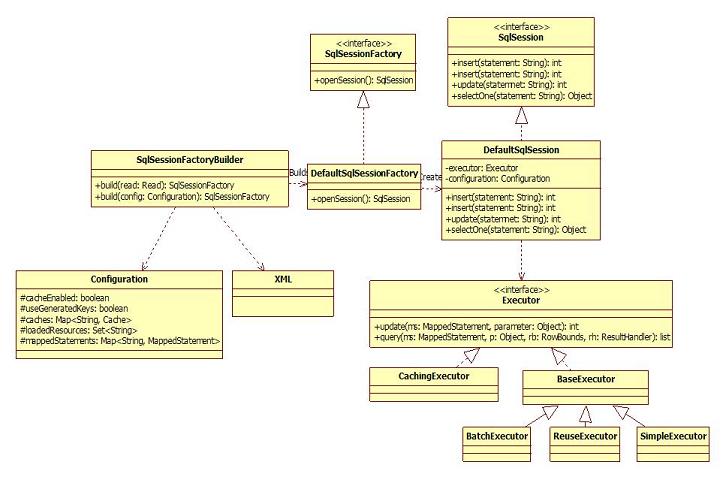 <<interface>>
SqlSession
+insert(statement: String): int
+insert(statement: String): int
+update(statemnet: String): int
+selectOne(statement: String): Object
<<interface>>
SqlSessionFactory
+openSession(): SqlSession
SqlSessionFactoryBuilder
+build(read: Read): SqlSessionFactory
+build(config: Configuration): SqlSessionFactory
Builds
DefaultSqlSessionFactory
+openSession(): SqlSession
Create
DefaultSqlSession
-executor: Executor
-configuration: Configuration
+insert(statement: String): int
+insert(statement: String): int
+update(statemnet: String): int
+selectOne(statement: String): Object
Configuration
#cacheEnabled: boolean
#useGeneratedKeys: boolean
#caches: Map<String, Cache>
#loadedResources: Set<String>
#mappedStatements: Map<String, MappedStatement>
XML
<<interface>>
Executor
+update(ms: MappedStatement, parameter: Object): int
+query(ms: MappedStatement, p: Object, rb: RowBounds, rh: ResultHandler): list
CachingExecutor
BaseExecutor
BatchExecutor
ReuseExecutor
SimpleExecutor